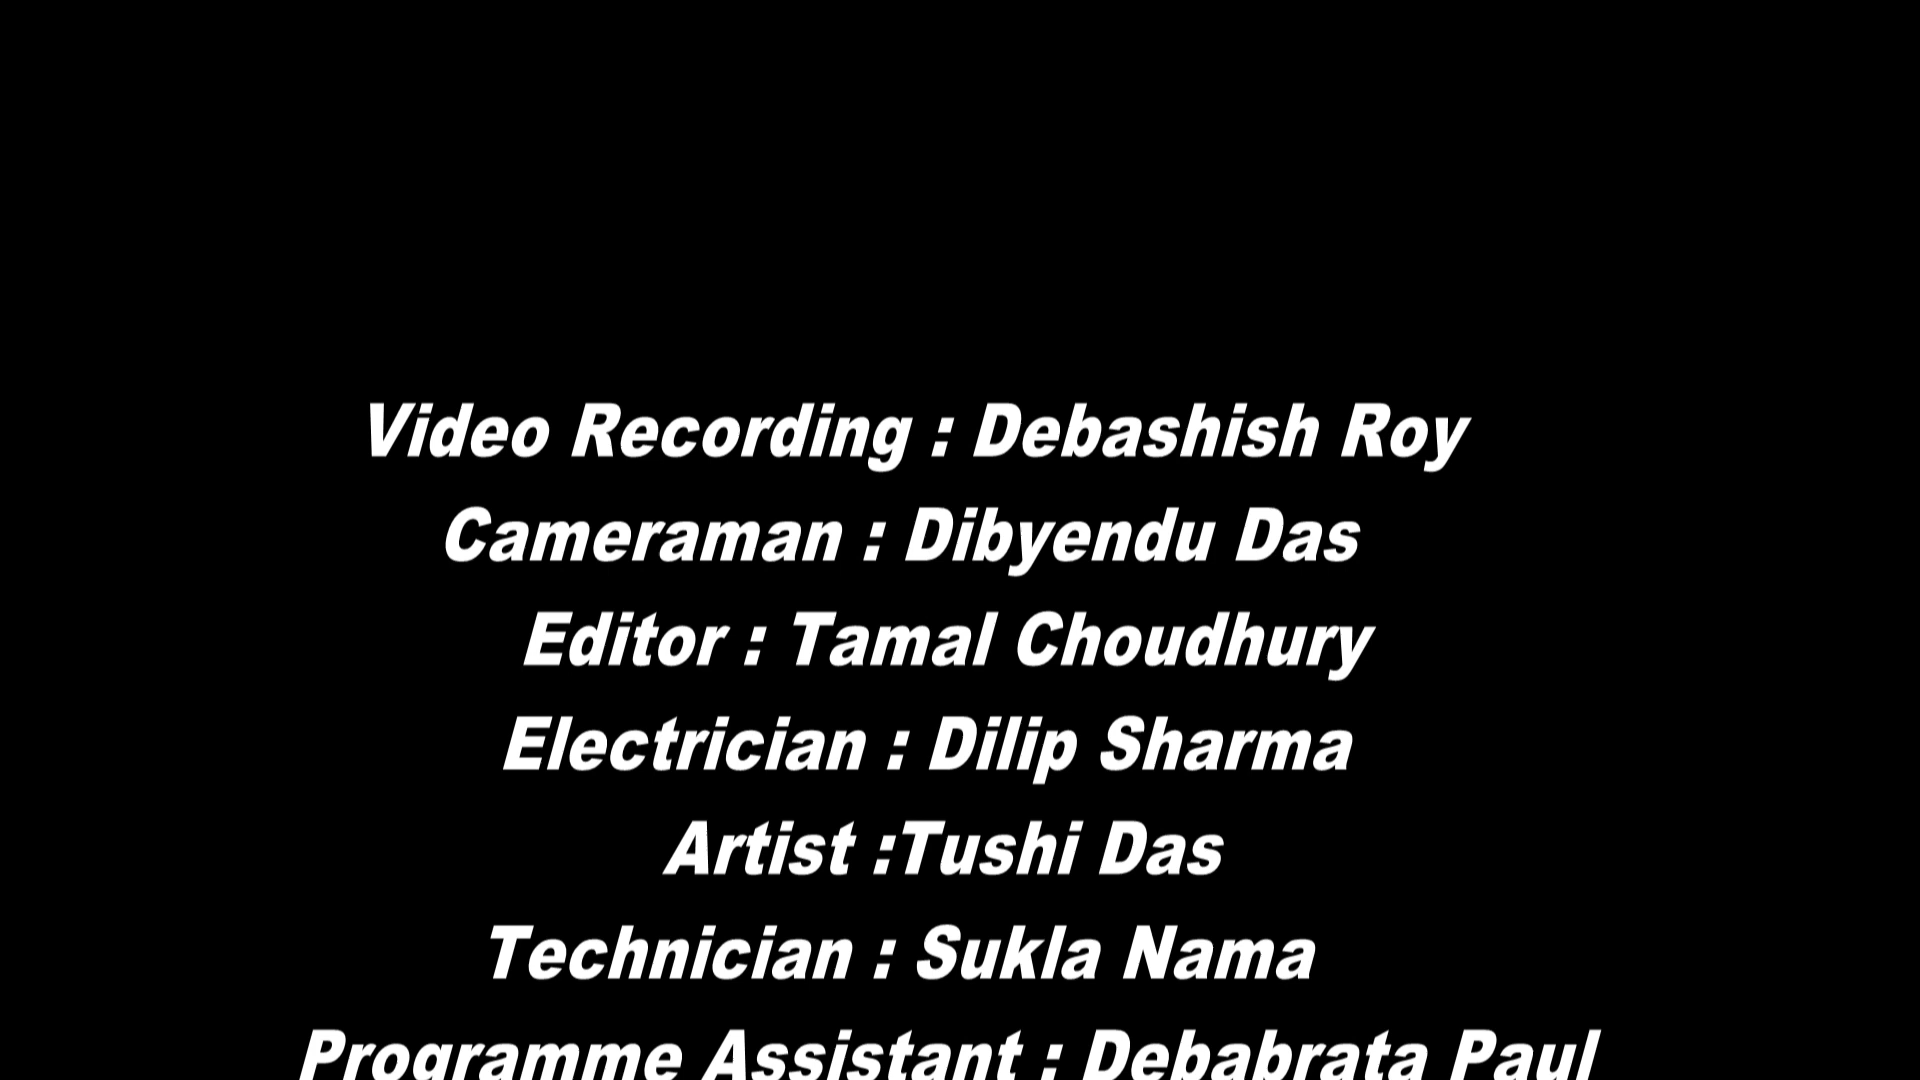 Video Recording : Debashish Roy
Cameraman : Dibyendu Das
Editor : Tamal Choudhury
Electrician : Dilip Sharma
Artist :Tushi Das
Technician : Sukla Nama
Programme Assistant : Debabrata Paul